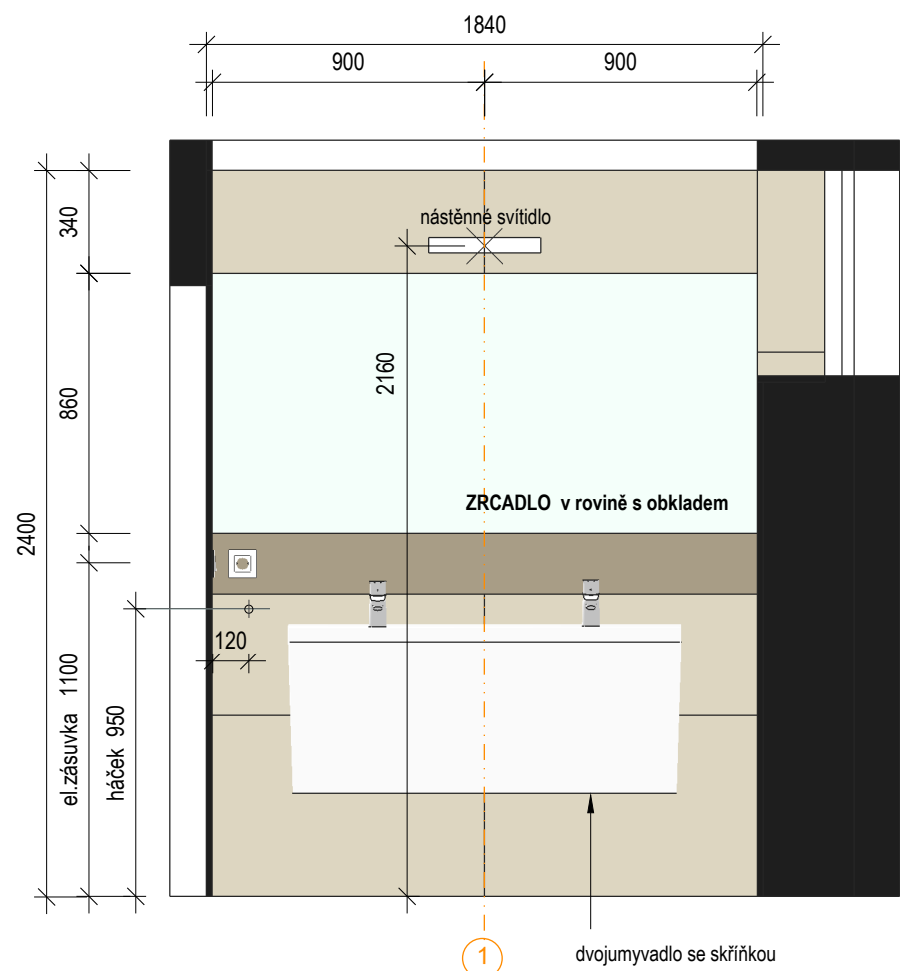 1840
900
900
340
nástěnné svítidlo
2160
860
ZRCADLO v rovině s obkladem
2400
120
el.zásuvka 1100
háček 950
1
dvojumyvadlo se skříňkou